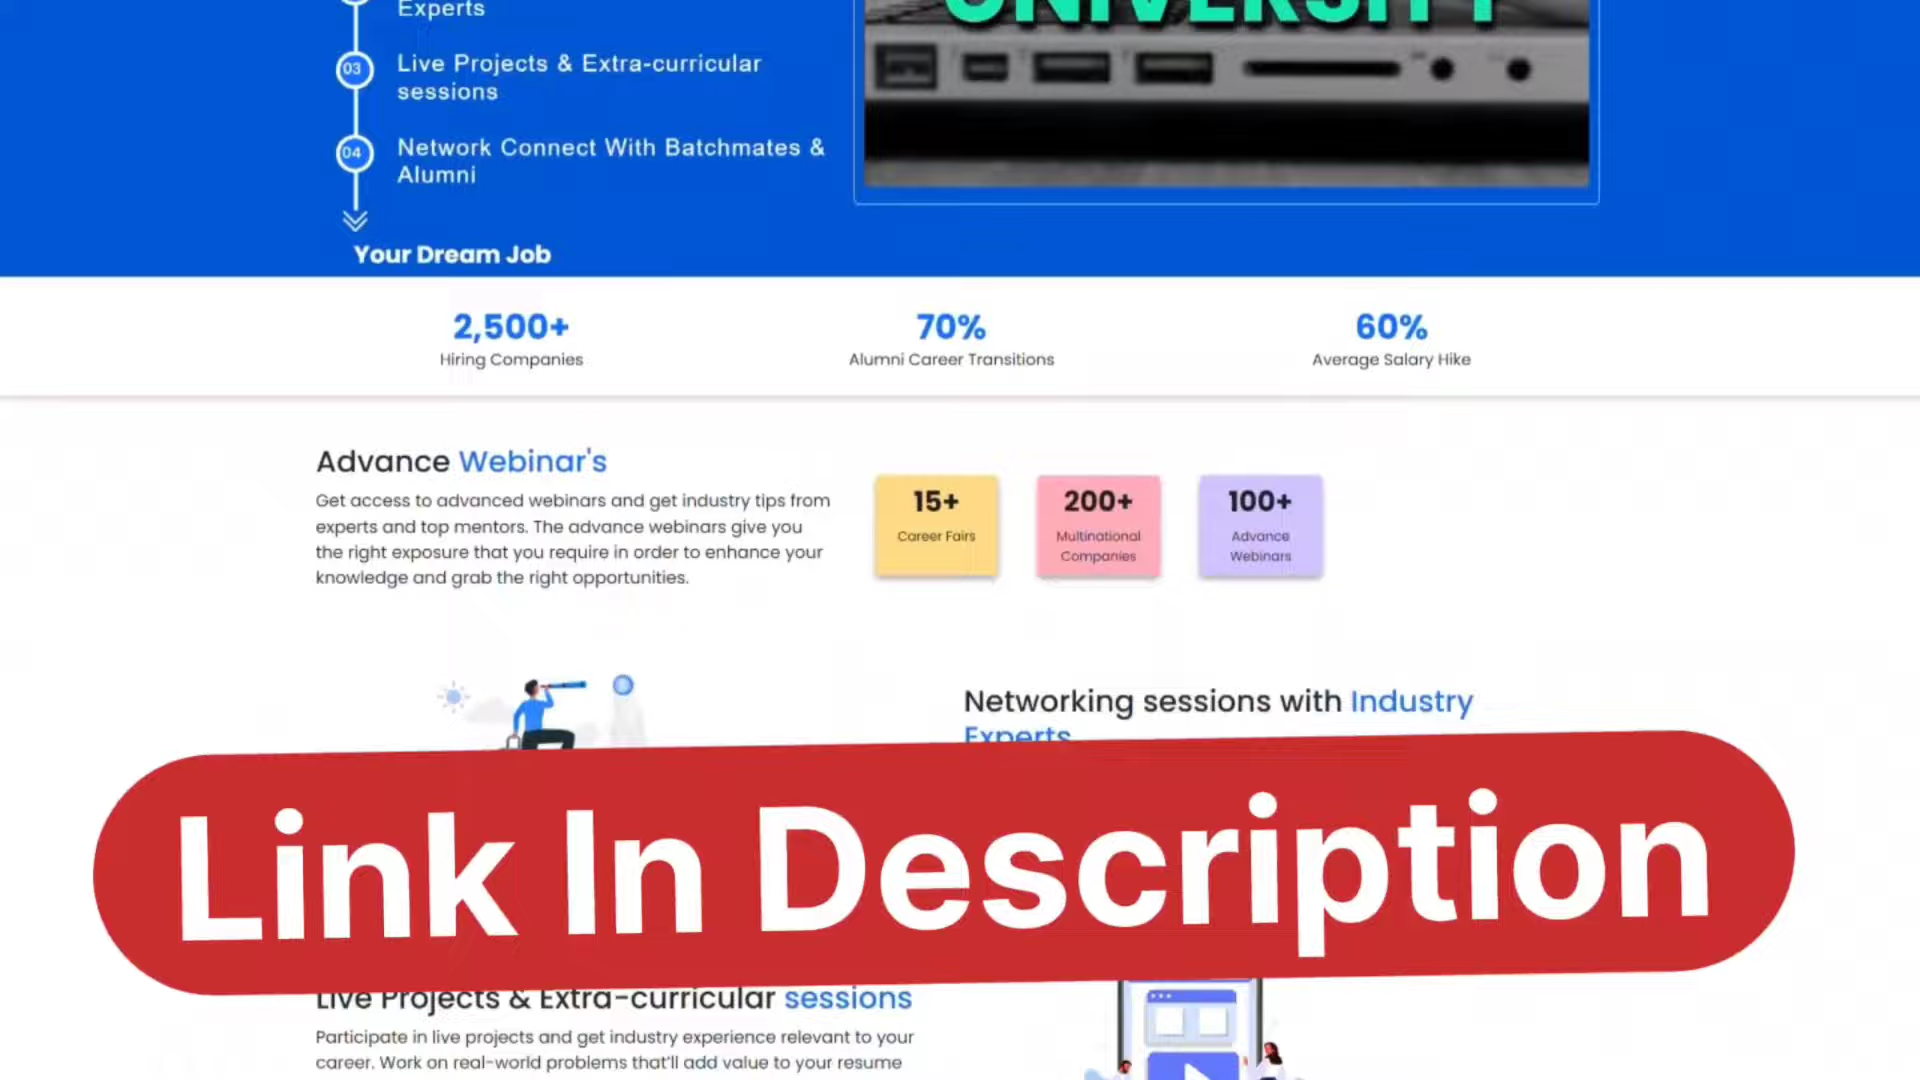 Experts
UNIVERSITY
03
Live Projects & Extra-curricular
sessions
04
Network Connect With Batchmates &
Alumni
Your Dream Job
2,500+
Hiring Companies
70%
Alumni Career Transitions
60%
Average Salary Hike
Advance Webinar's
Get access to advanced webinars and get industry tips from
experts and top mentors. The advance webinars give you
the right exposure that you require in order to enhance your
knowledge and grab the right opportunities.
15+
Career Fairs
200+
Multinational
Companies
100+
Advance
Webinars
Networking sessions with Industry
Experts
Link In Description
Live Projects & Extra-curricular sessions
Participate in live projects and get industry experience relevant to your
career. Work on real-world problems that'll add value to your resume